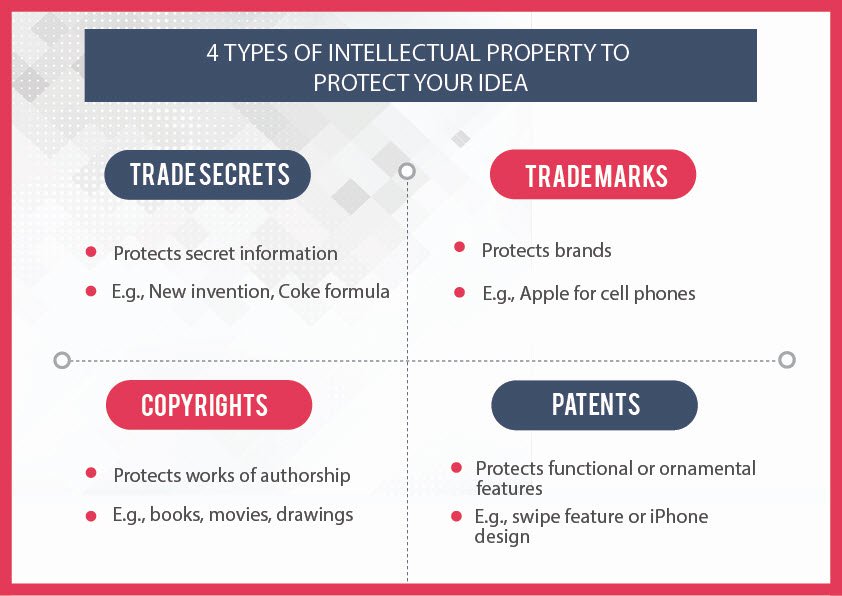 4 TYPES OF INTELLECTUAL PROPERTY TO
PROTECT YOUR IDEA
TRADE SECRETS
Protects secret information
E.g., New invention, Coke formula
TRADEMARKS
Protects brands
E.g., Apple for cell phones
COPYRIGHTS
Protects works of authorship
E.g., books, movies, drawings
PATENTS
Protects functional or ornamental
features
E.g., swipe feature or iPhone
design